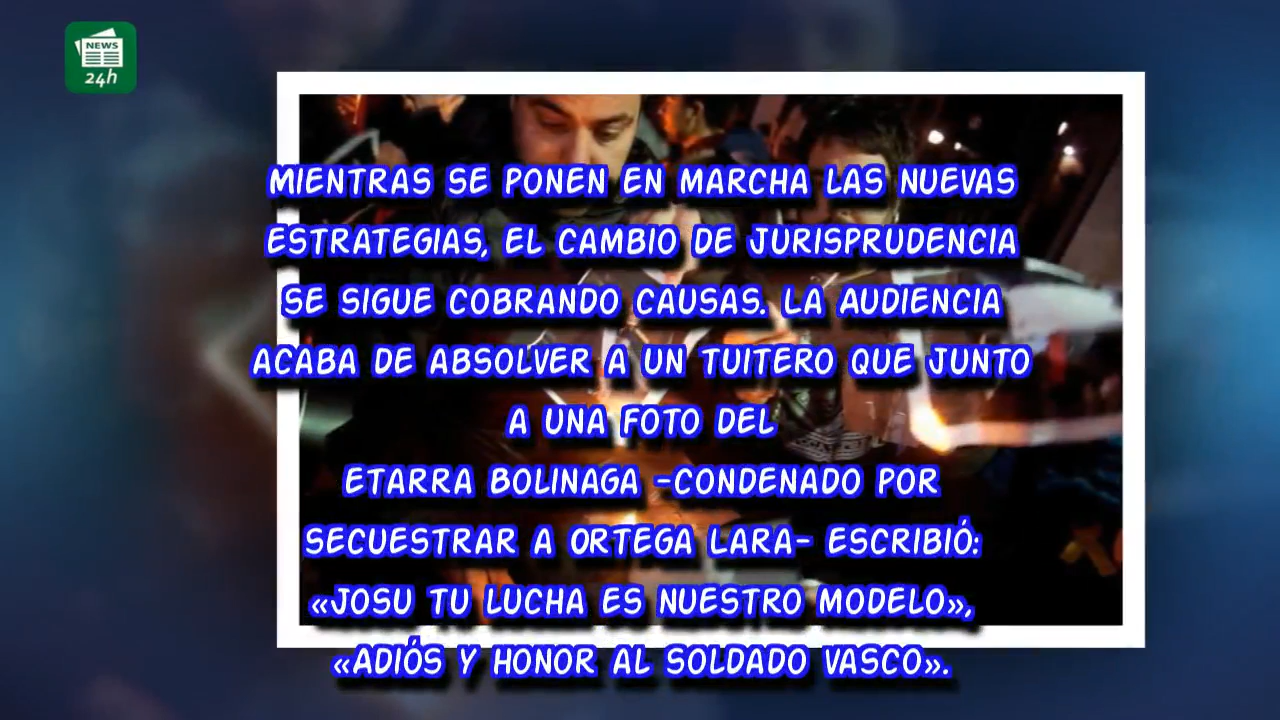 NEWS
24h
MIENTRAS SE PONEN EN MARCHA LAS NUEVAS
ESTRATEGIAS, EL CAMBIO DE JURISPRUDENCIA
SE SIGUE COBRANDO CAUSAS. LA AUDIENCIA
ACABA DE ABSOLVER A UN TUITERO QUE JUNTO
A UNA FOTO DEL
ETARRA BOLINAGA -CONDENADO POR
SECUESTRAR A ORTEGA LARA- ESCRIBIÓ:
«JOSU TU LUCHA ES NUESTRO MODELO»,
«ADIÓS Y HONOR AL SOLDADO VASCO».